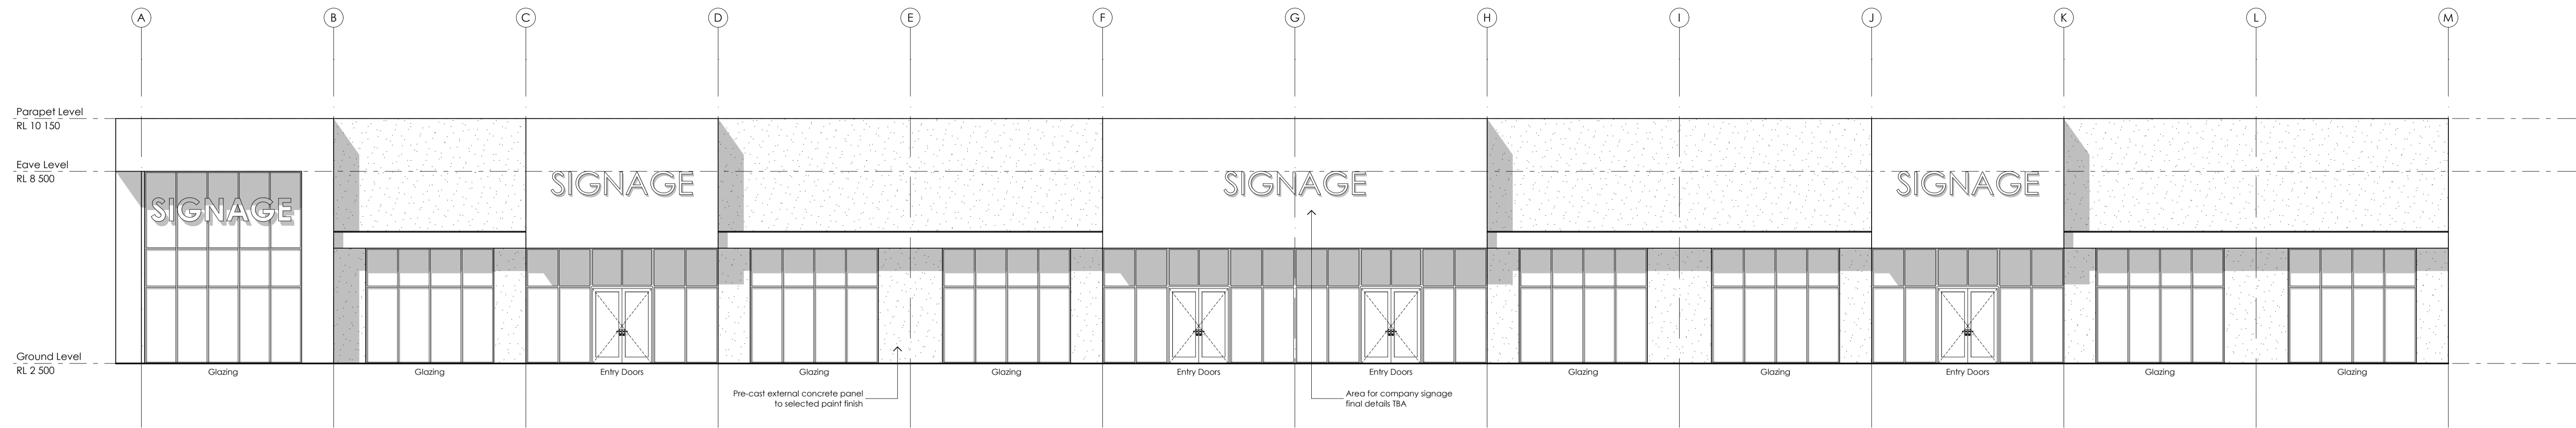 A B C D E F G H I J K L M
Parapet Level
RL 10 150
Eave Level
RL 8 500
SIGNAGE SIGNAGE SIGNAGE SIGNAGE
Ground Level
RL 2 500
Glazing Glazing Entry Doors Glazing Glazing Entry Doors Entry Doors Glazing Glazing Entry Doors Glazing Glazing
Pre-cast external concrete panel
to selected paint finish
Area for company signage
final details TBA